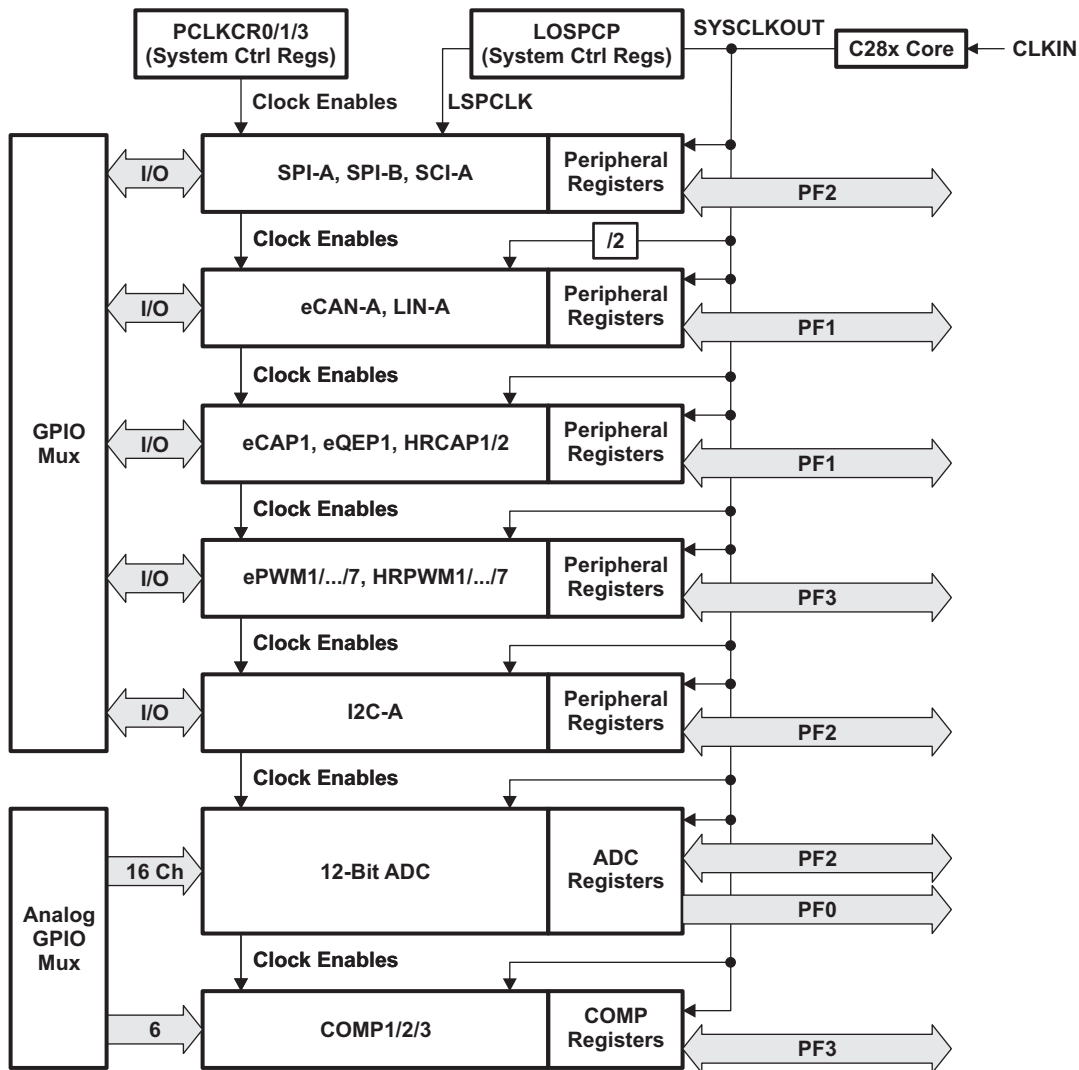 PCLKCR0/1/3
(System Ctrl Regs)
LOSPCP
(System Ctrl Regs)
SYSCLKOUT
C28x Core
CLKIN
Clock Enables
LSPCLK
I/O
SPI-A, SPI-B, SCI-A
Peripheral
Registers
PF2
Clock Enables
/2
I/O
eCAN-A, LIN-A
Peripheral
Registers
PF1
Clock Enables
GPIO
Mux
I/O
eCAP1, eQEP1, HRCAP1/2
Peripheral
Registers
PF1
Clock Enables
I/O
ePWM1/.../7, HRPWM1/.../7
Peripheral
Registers
PF3
Clock Enables
I/O
I2C-A
Peripheral
Registers
PF2
Clock Enables
Analog
GPIO
Mux
16 Ch
12-Bit ADC
ADC
Registers
PF2
PF0
Clock Enables
6
COMP1/2/3
COMP
Registers
PF3